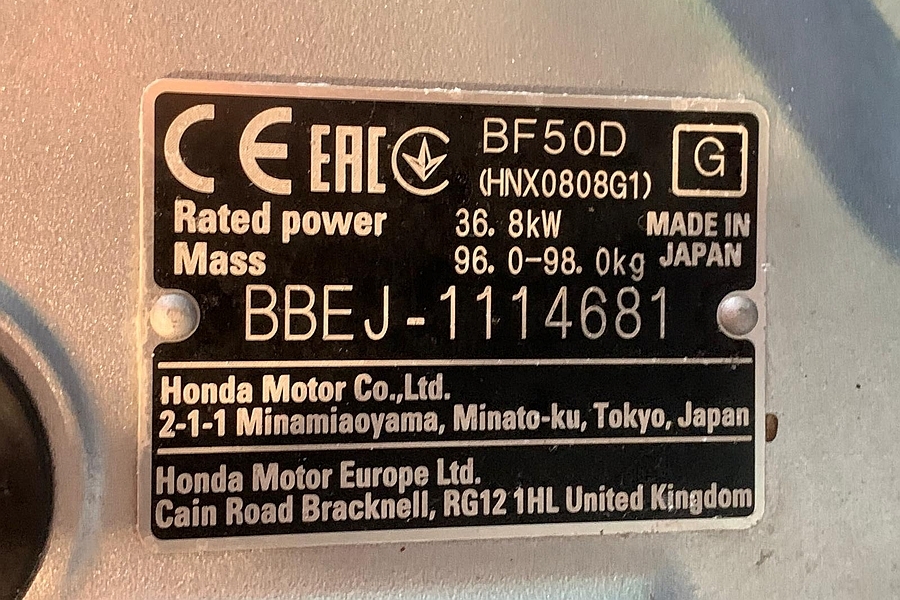 CE EAC BF50D G
(HNX0808G1)
Rated power 36. 8kW MADE IN
Mass 96. 0-98. 0kg JAPAN
BBEJ-1114681
Honda Motor Co.,Ltd.
2-1-1 Minamiaoyama, Minato-ku, Tokyo, Japan
Honda Motor Europe Ltd.
Cain Road Bracknell, RG12 1HL United Kingdom